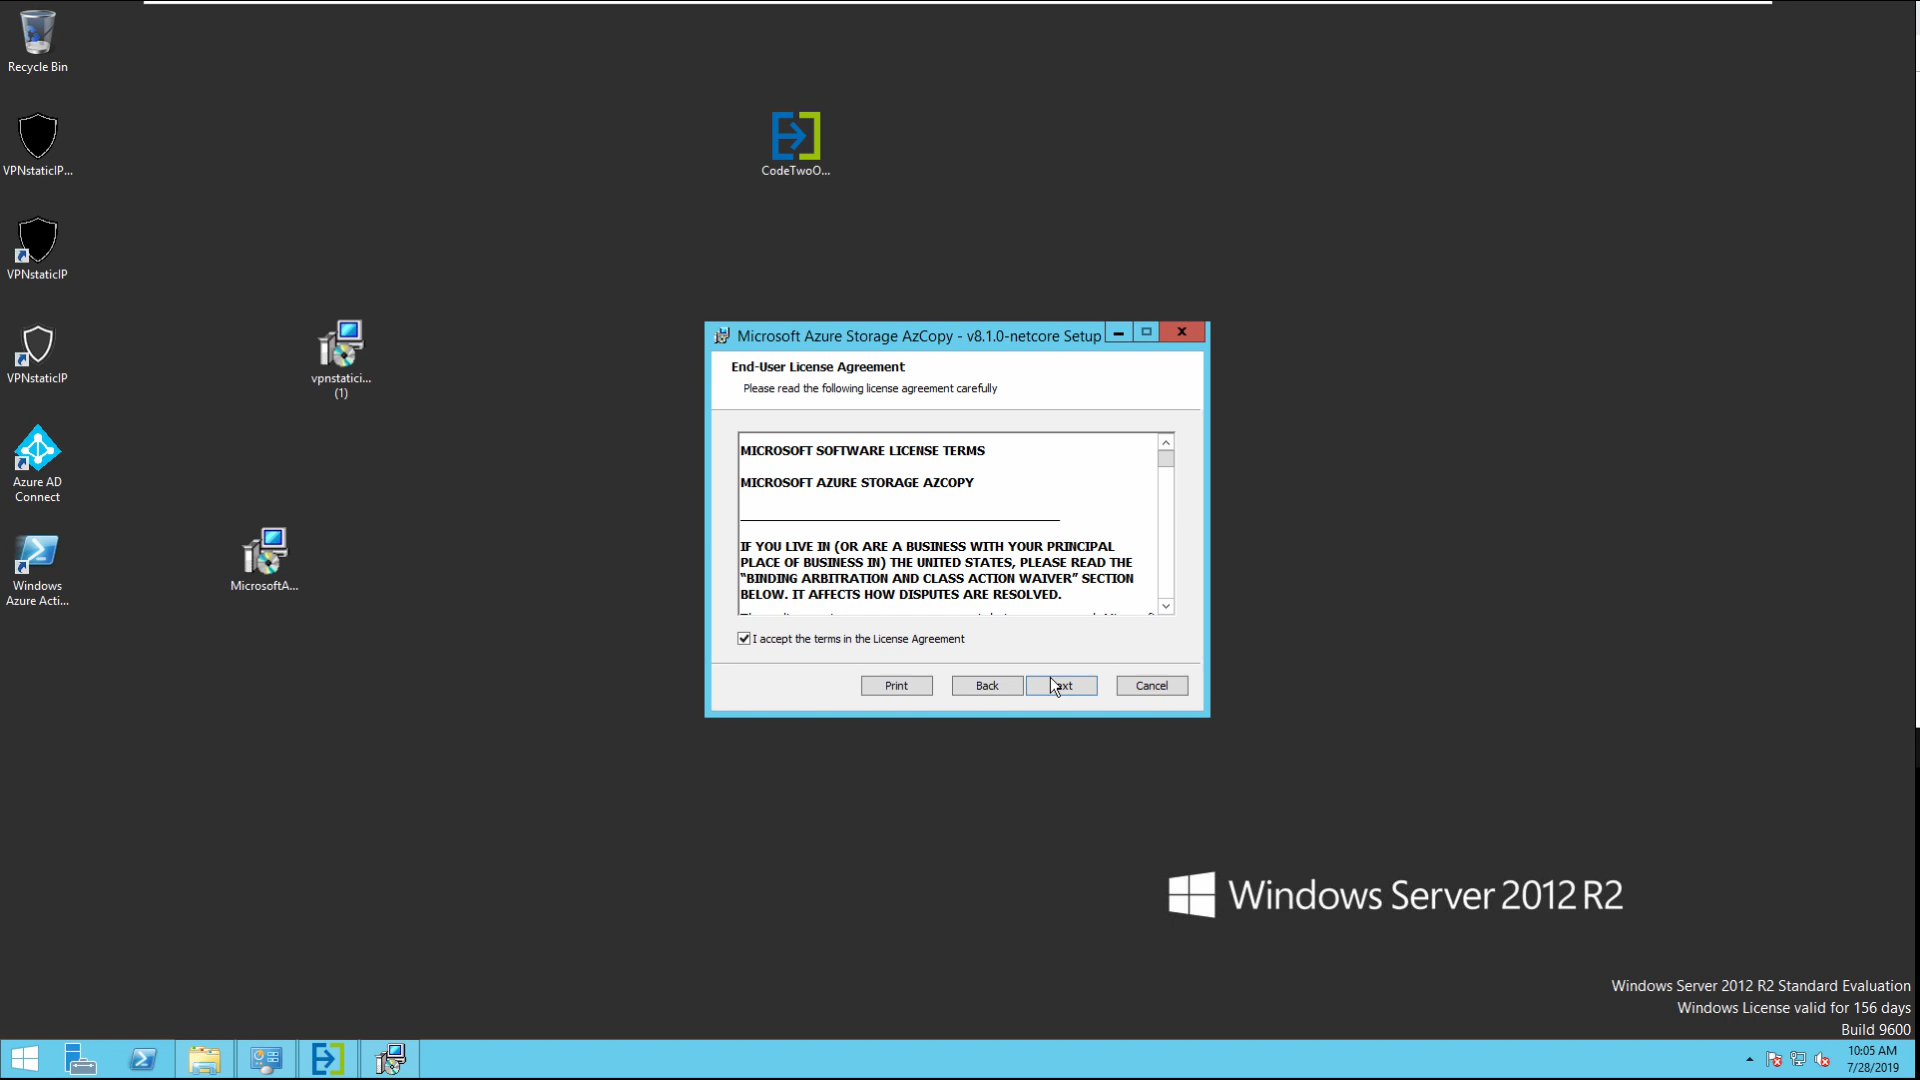 Recycle Bin
VPNstaticIP...
VPNstaticIP
VPNstaticIP
Azure AD
Connect
Windows
Azure Acti...
vpnstatici...
(1)
MicrosoftA...
CodeTwoO...
Microsoft Azure Storage AzCopy - v8.1.0-netcore Setup
End-User License Agreement
Please read the following license agreement carefully
MICROSOFT SOFTWARE LICENSE TERMS
MICROSOFT AZURE STORAGE AZCOPY
IF YOU LIVE IN (OR ARE A BUSINESS WITH YOUR PRINCIPAL
PLACE OF BUSINESS IN) THE UNITED STATES, PLEASE READ THE
“BINDING ARBITRATION AND CLASS ACTION WAIVER” SECTION
BELOW. IT AFFECTS HOW DISPUTES ARE RESOLVED.
I accept the terms in the License Agreement
Print
Back
Cancel
Windows Server 2012 R2
Windows Server 2012 R2 Standard Evaluation
Windows License valid for 156 days
Build 9600
10:05 AM
7/28/2019